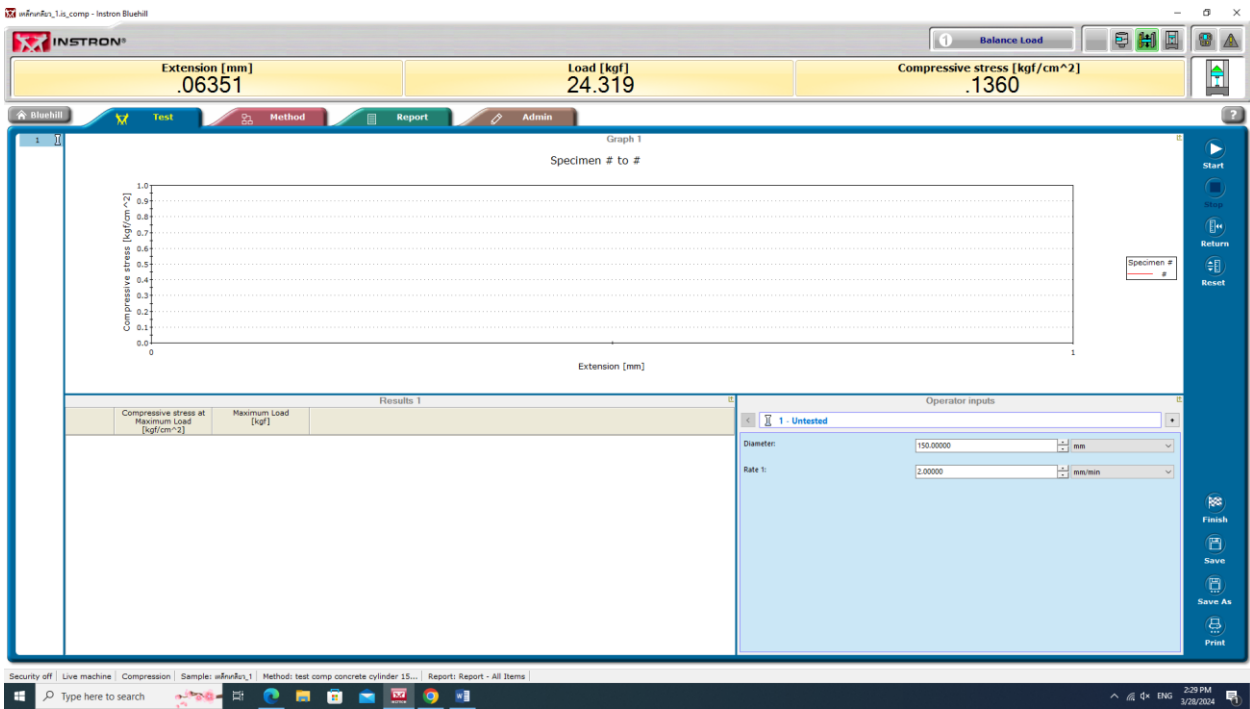 เหล็กเกลียว_1.is_comp - Instron Bluehill
INSTRON®
1 Balance Load
Extension [mm]
.06351
Load [kgf]
24.319
Compressive stress [kgf/cm^2]
.1360
Bluehill
Test
Method
Report
Admin
?
1
Graph 1
Specimen # to #
Compressive stress [kgf/cm^2]
1.0
0.9
0.8
0.7
0.6
0.5
0.4
0.3
0.2
0.1
0.0
0
1
Extension [mm]
Specimen #
#
Start
Stop
Return
Reset
Results 1
Compressive stress at
Maximum Load
[kgf/cm^2]
Maximum Load
[kgf]
Operator inputs
< 1 - Untested
Diameter: 150.00000 mm
Rate 1: 2.00000 mm/min
Finish
Save
Save As
Print
Security off Live machine Compression Sample: เหล็กเกลียว_1 Method: test comp concrete cylinder 15... Report: Report - All Items
Type here to search
ENG
2:29 PM
3/28/2024